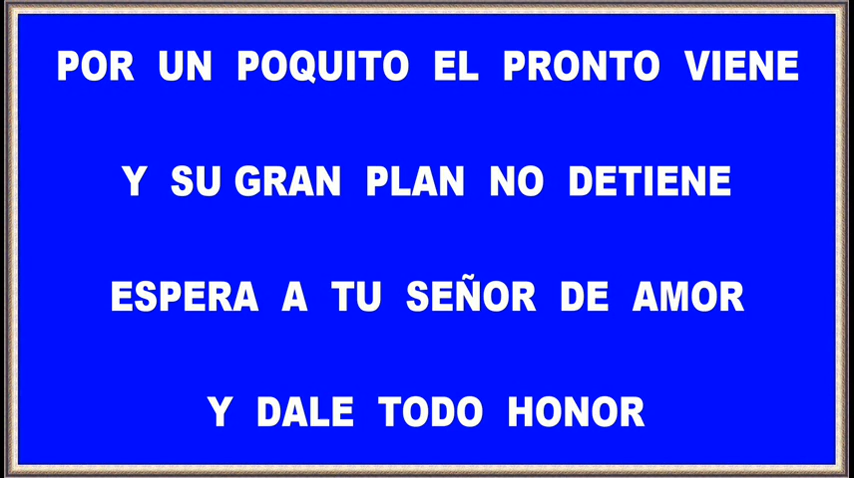 POR UN POQUITO EL PRONTO VIENE
Y SU GRAN PLAN NO DETIENE
ESPERA A TU SEÑOR DE AMOR
Y DALE TODO HONOR